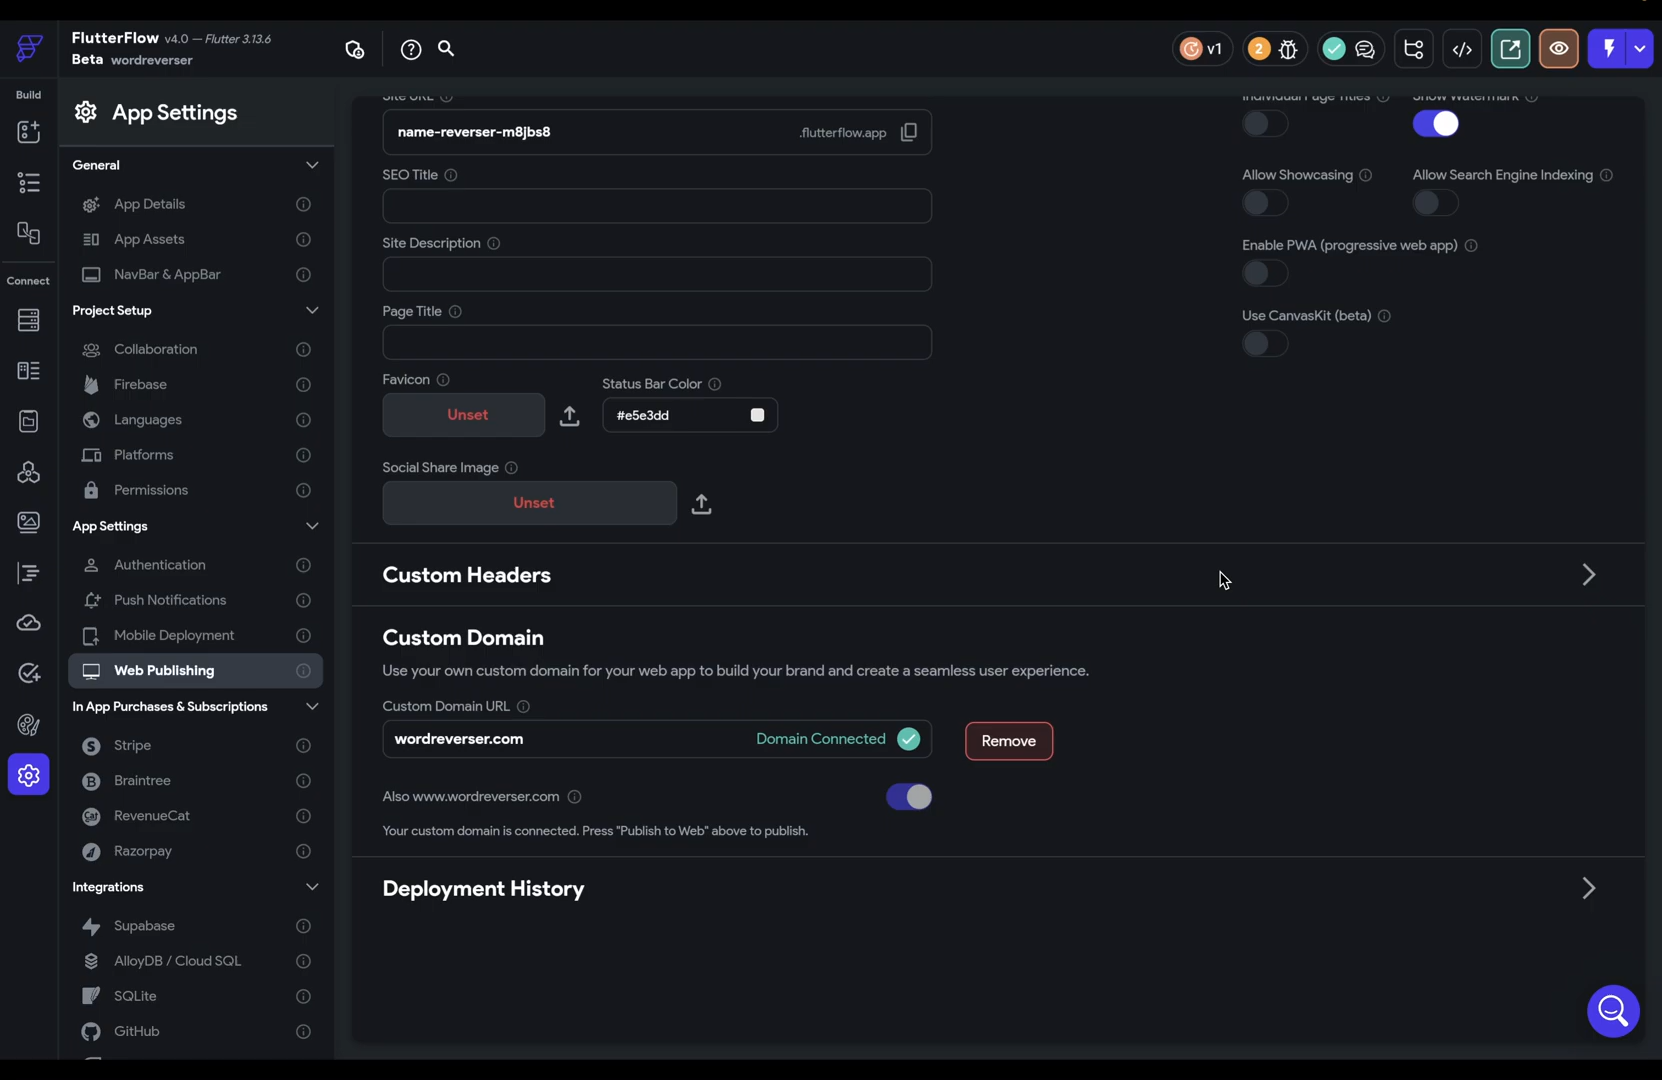 FlutterFlow v4.0 — Flutter 3.13.6
Beta wordreverser
v1
2
Build
Connect
App Settings
General
App Details
App Assets
NavBar & AppBar
Project Setup
Collaboration
Firebase
Languages
Platforms
Permissions
App Settings
Authentication
Push Notifications
Mobile Deployment
Web Publishing
In App Purchases & Subscriptions
Stripe
Braintree
RevenueCat
Razorpay
Integrations
Supabase
AlloyDB / Cloud SQL
SQLite
GitHub
Site URL
name-reverser-m8jbs8 .flutterflow.app
SEO Title
Site Description
Page Title
Favicon
Unset
Status Bar Color
#e5e3dd
Social Share Image
Unset
Individual Page Titles
Show Watermark
Allow Showcasing
Allow Search Engine Indexing
Enable PWA (progressive web app)
Use CanvasKit (beta)
Custom Headers
Custom Domain
Use your own custom domain for your web app to build your brand and create a seamless user experience.
Custom Domain URL
wordreverser.com Domain Connected
Remove
Also www.wordreverser.com
Your custom domain is connected. Press "Publish to Web" above to publish.
Deployment History